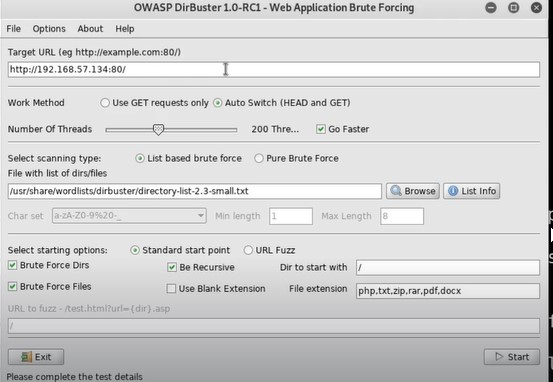 OWASP DirBuster 1.0-RC1 - Web Application Brute Forcing
File Options About Help
Target URL (eg http://example.com:80/)
http://192.168.57.134:80/
Work Method Use GET requests only Auto Switch (HEAD and GET)
Number Of Threads 200 Thre... Go Faster
Select scanning type: List based brute force Pure Brute Force
File with list of dirs/files
/usr/share/wordlists/dirbuster/directory-list-2.3-small.txt Browse List Info
Char set a-zA-Z0-9%20-_ Min length 1 Max Length 8
Select starting options: Standard start point URL Fuzz
Brute Force Dirs Be Recursive Dir to start with /
Brute Force Files Use Blank Extension File extension php,txt,zip,rar,pdf,docx
URL to fuzz - /test.html?url={dir}.asp
/
Exit Start
Please complete the test details